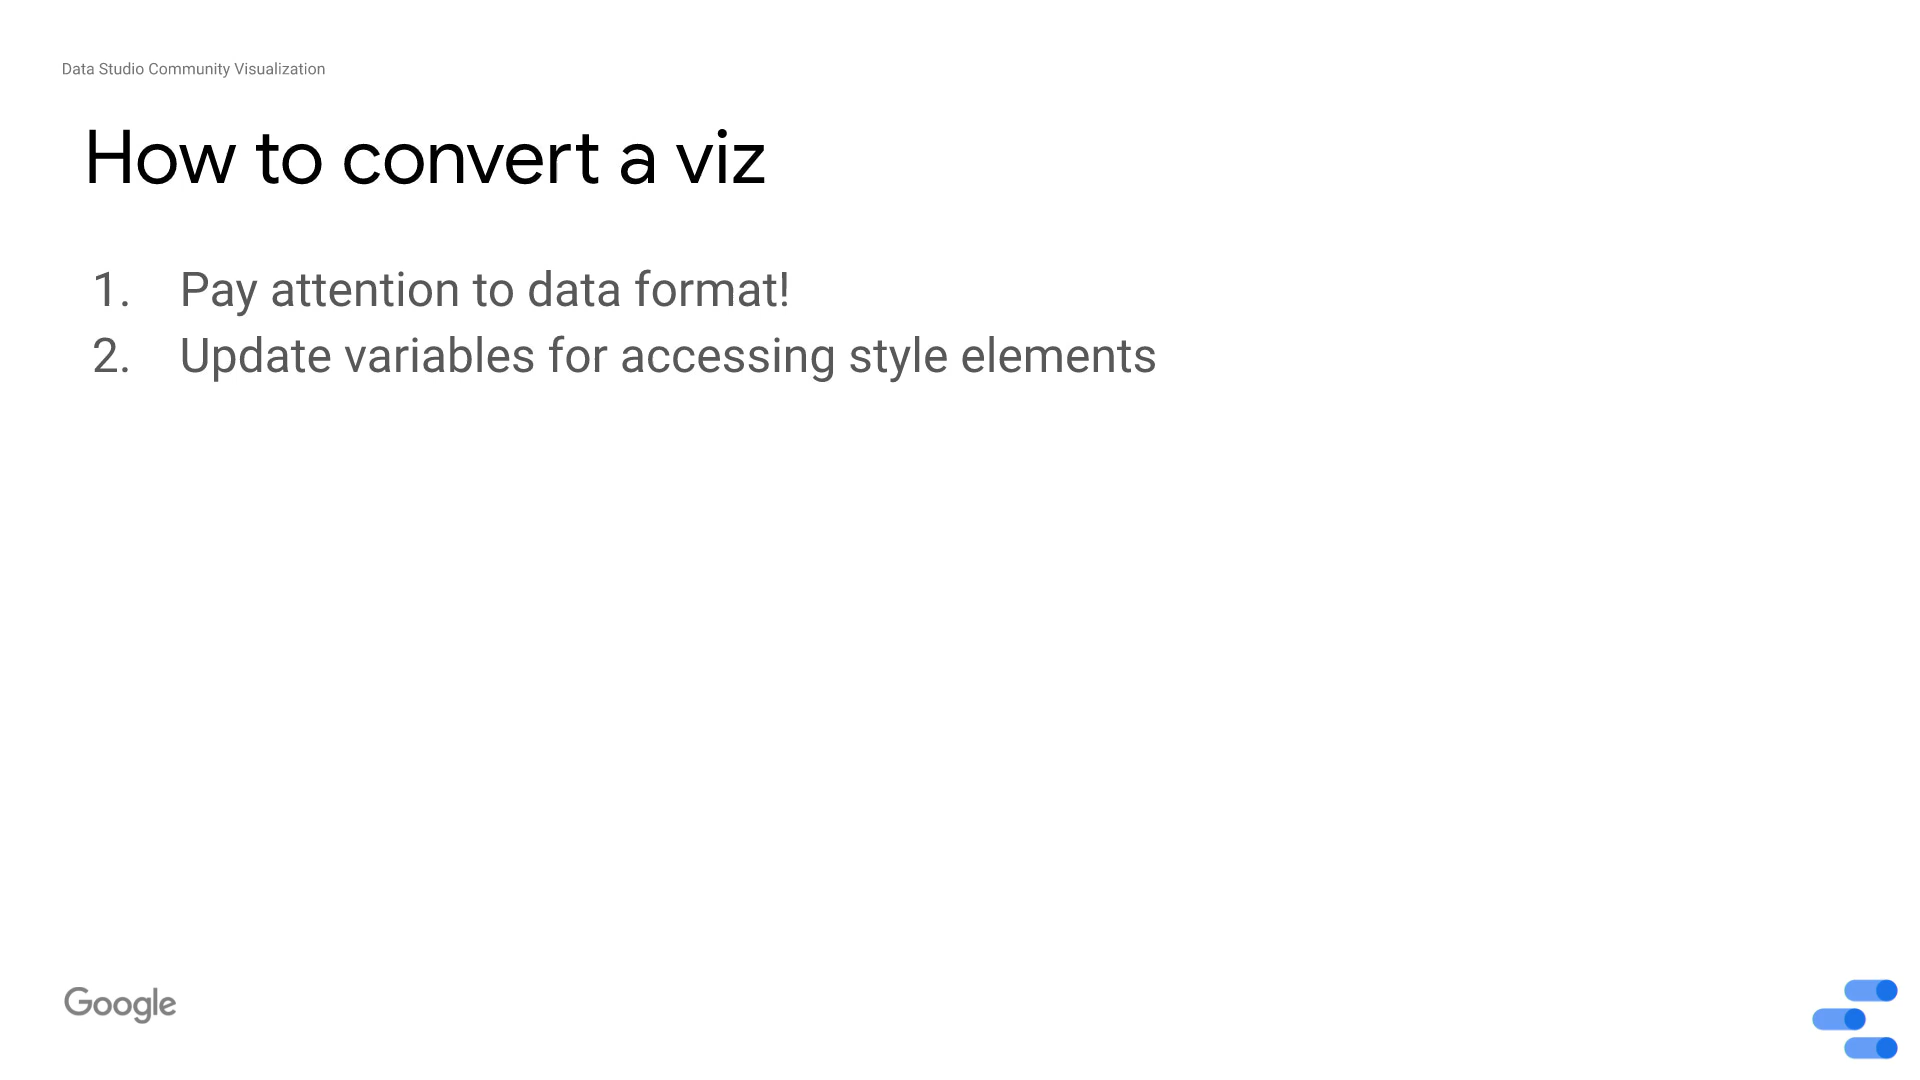 Data Studio Community Visualization
How to convert a viz
1. Pay attention to data format!
2. Update variables for accessing style elements
Google